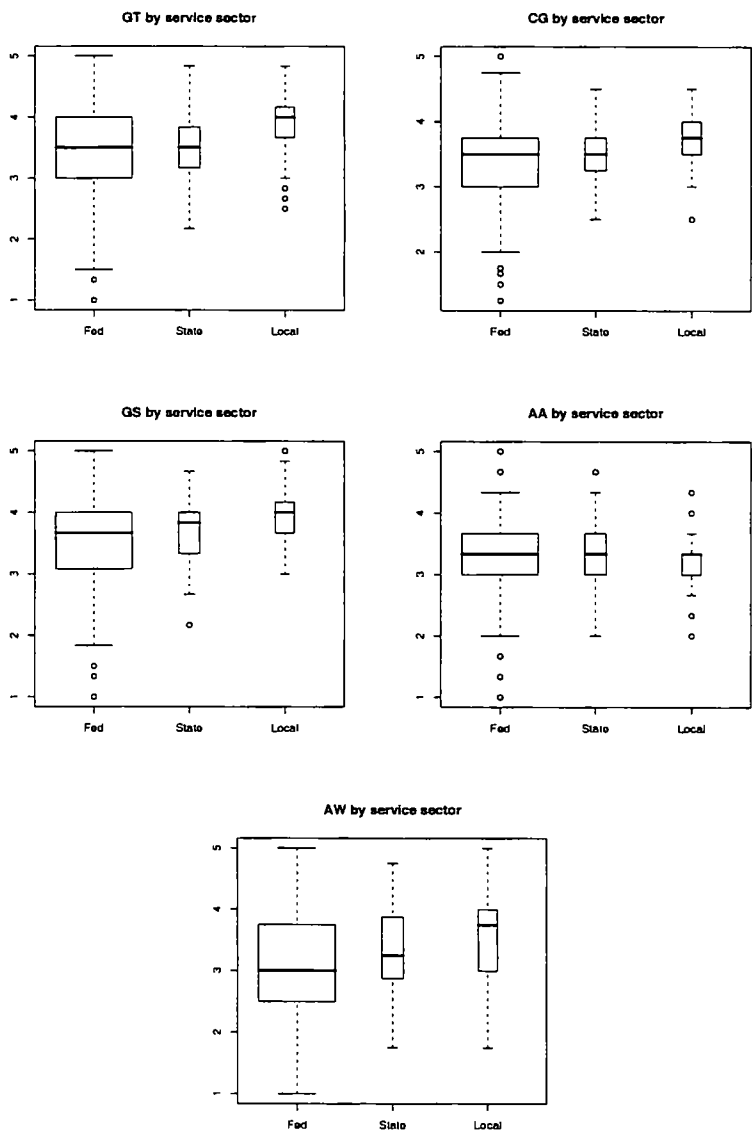 GT by service sector
5
4
3
2
1
Fed State Local
CG by service sector
5
4
3
2
Fed State Local
GS by service sector
5
4
3
2
1
Fed State Local
AA by service sector
5
4
3
2
1
Fed State Local
AW by service sector
5
4
3
2
1
Fed State Local